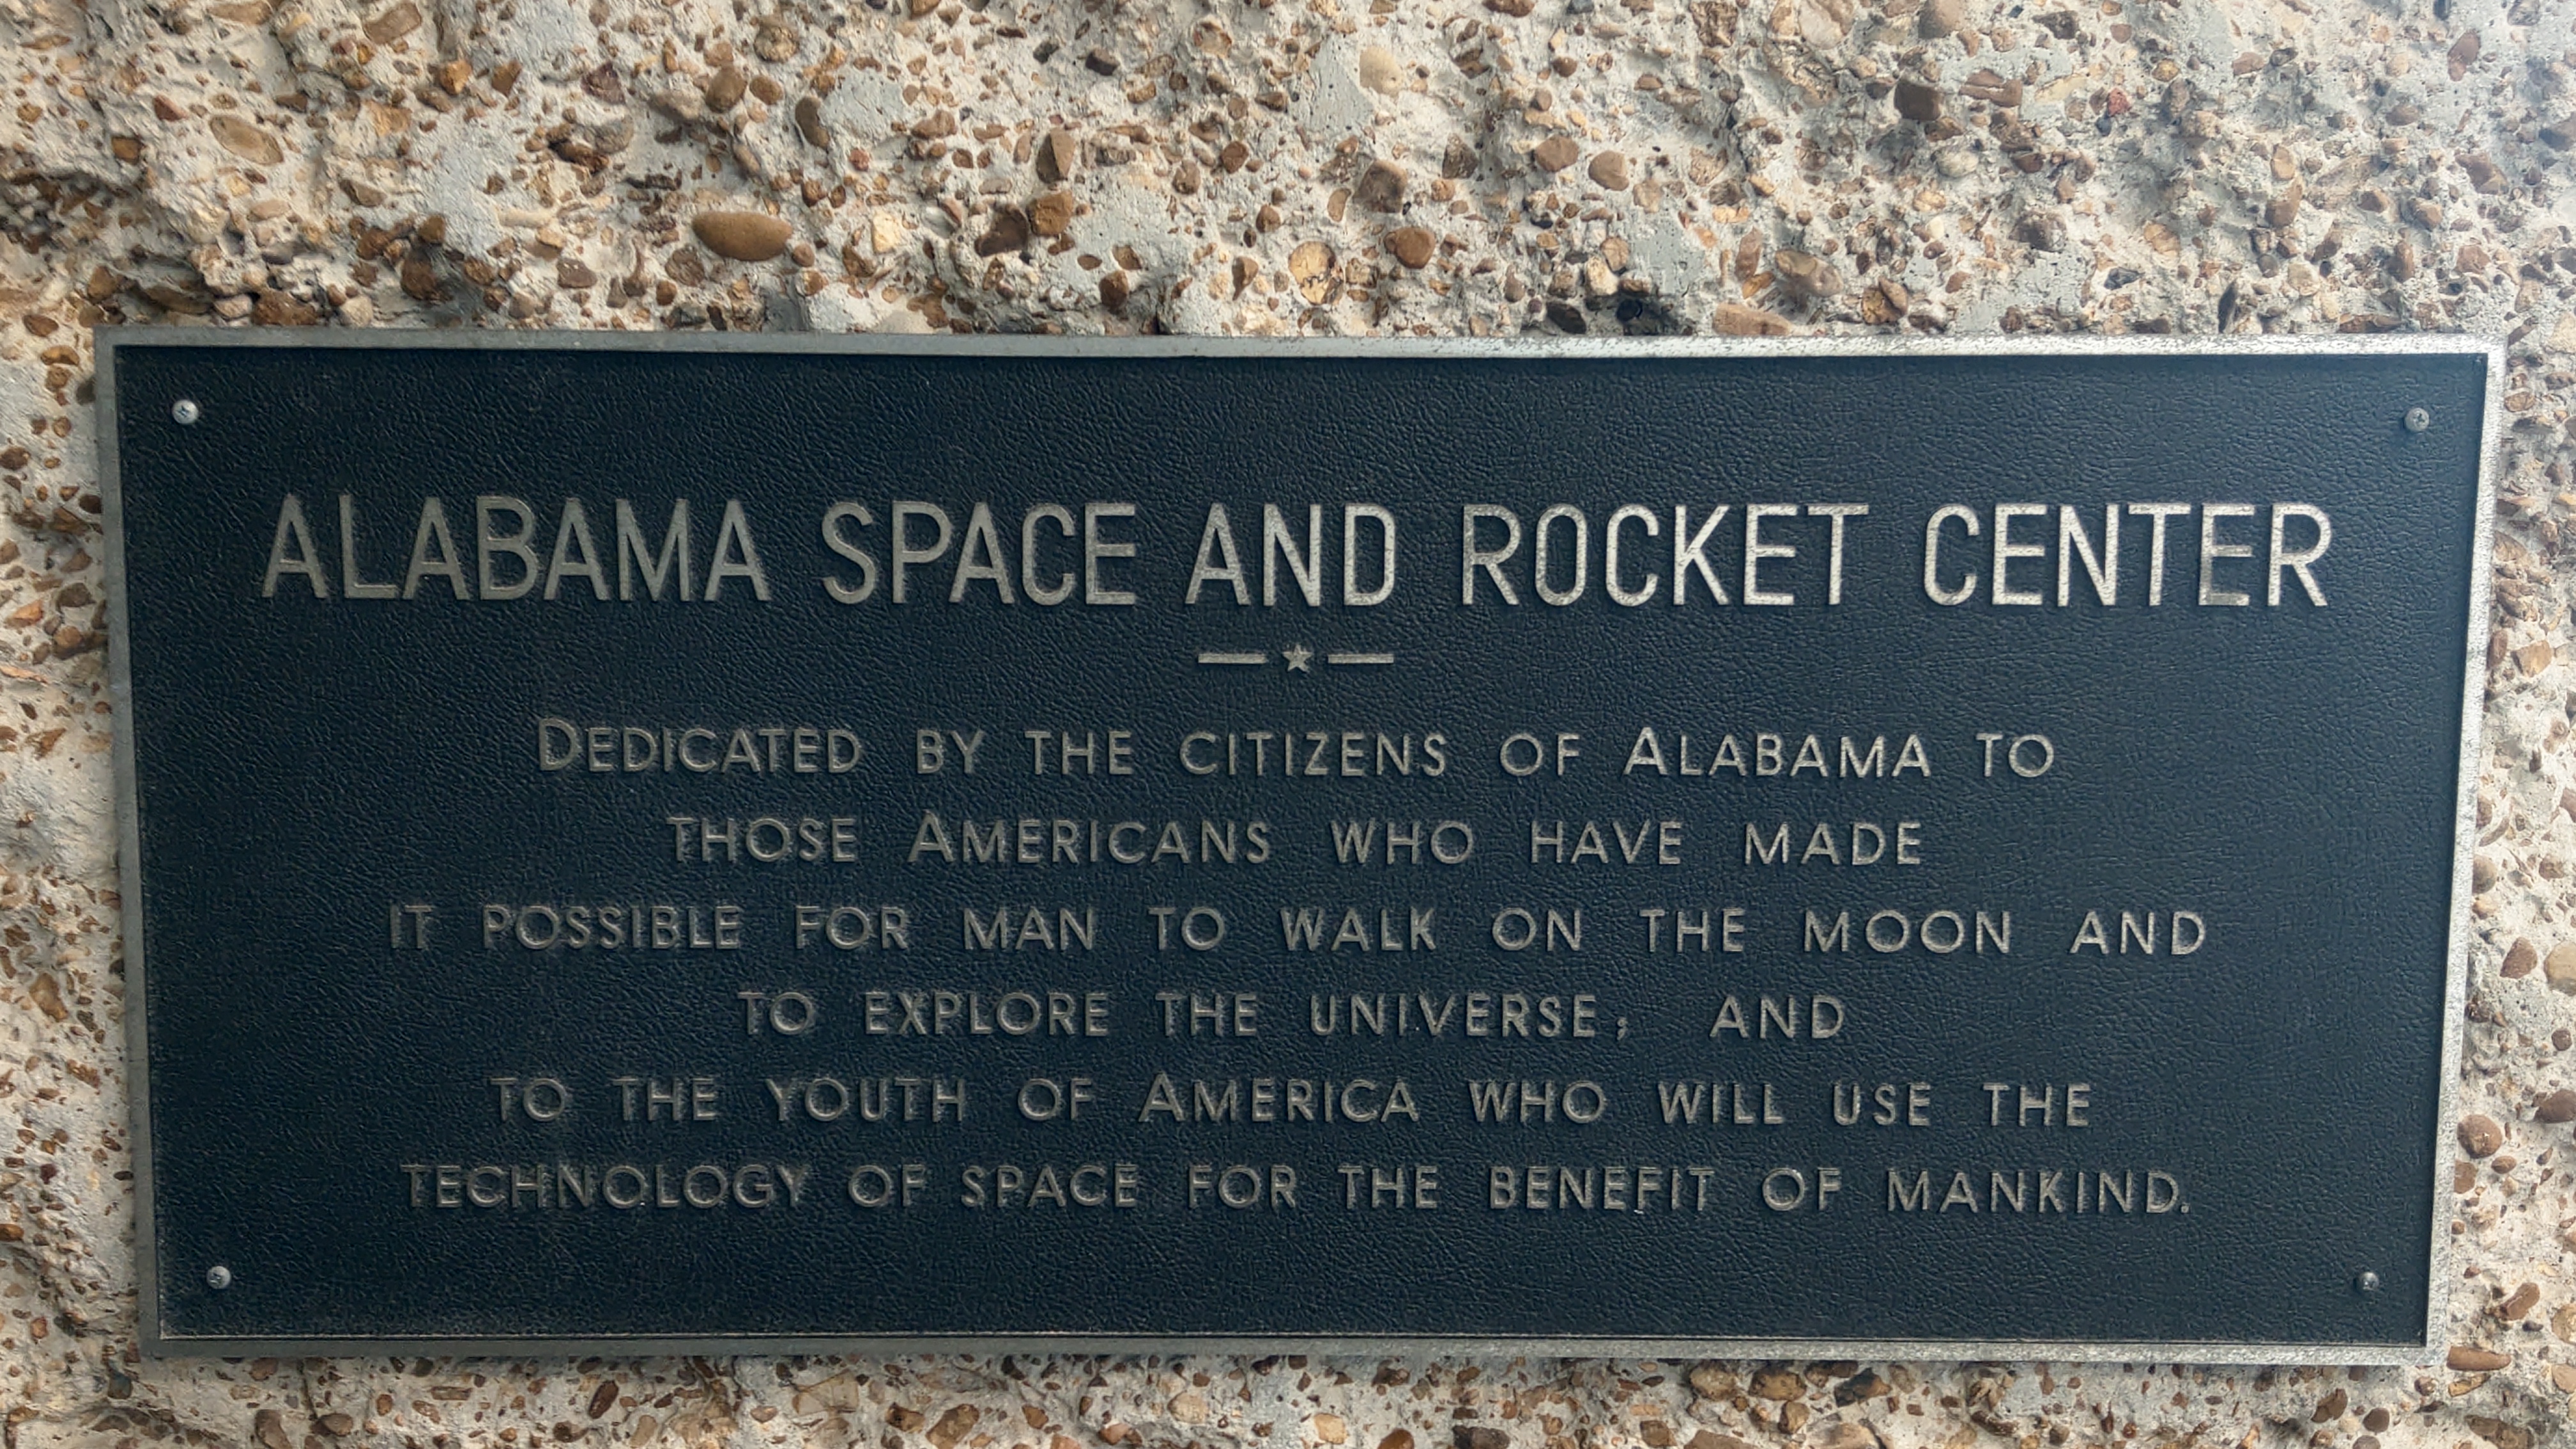 ALABAMA SPACE AND ROCKET CENTER
DEDICATED BY THE CITIZENS OF ALABAMA TO
THOSE AMERICANS WHO HAVE MADE
IT POSSIBLE FOR MAN TO WALK ON THE MOON AND
TO EXPLORE THE UNIVERSE; AND
TO THE YOUTH OF AMERICA WHO WILL USE THE
TECHNOLOGY OF SPACE FOR THE BENEFIT OF MANKIND.